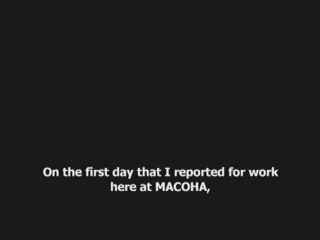 On the first day that I reported for work
here at MACOHA,